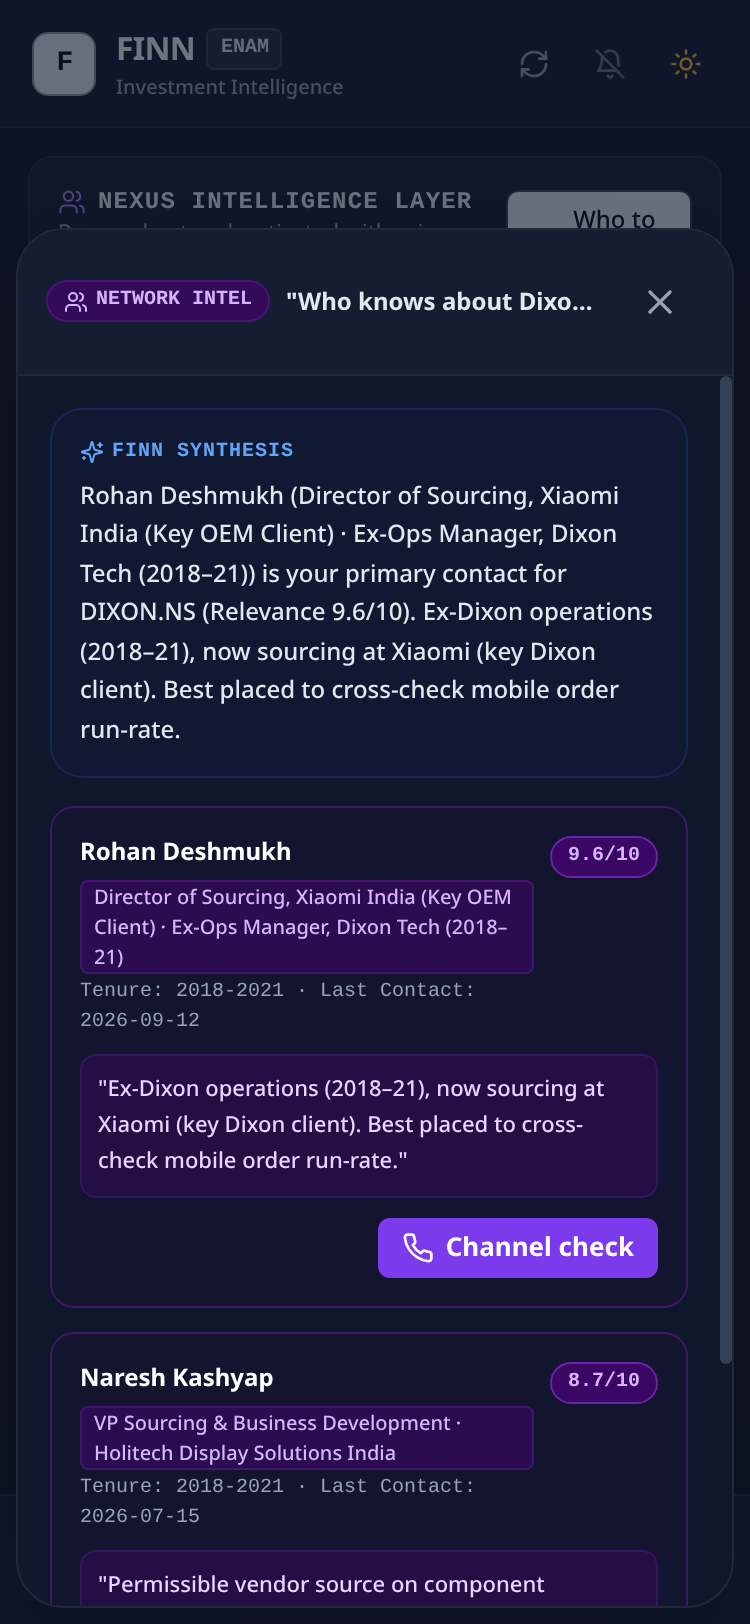 F
FINN
ENAM
Investment Intelligence
NEXUS INTELLIGENCE LAYER
Who to
NETWORK INTEL
"Who knows about Dixo...
FINN SYNTHESIS
Rohan Deshmukh (Director of Sourcing, Xiaomi
India (Key OEM Client) · Ex-Ops Manager, Dixon
Tech (2018–21)) is your primary contact for
DIXON.NS (Relevance 9.6/10). Ex-Dixon operations
(2018–21), now sourcing at Xiaomi (key Dixon
client). Best placed to cross-check mobile order
run-rate.
Rohan Deshmukh
9.6/10
Director of Sourcing, Xiaomi India (Key OEM
Client) · Ex-Ops Manager, Dixon Tech (2018–
21)
Tenure: 2018-2021 · Last Contact:
2026-09-12
"Ex-Dixon operations (2018–21), now sourcing at
Xiaomi (key Dixon client). Best placed to cross-
check mobile order run-rate."
Channel check
Naresh Kashyap
8.7/10
VP Sourcing & Business Development ·
Holitech Display Solutions India
Tenure: 2018-2021 · Last Contact:
2026-07-15
"Permissible vendor source on component